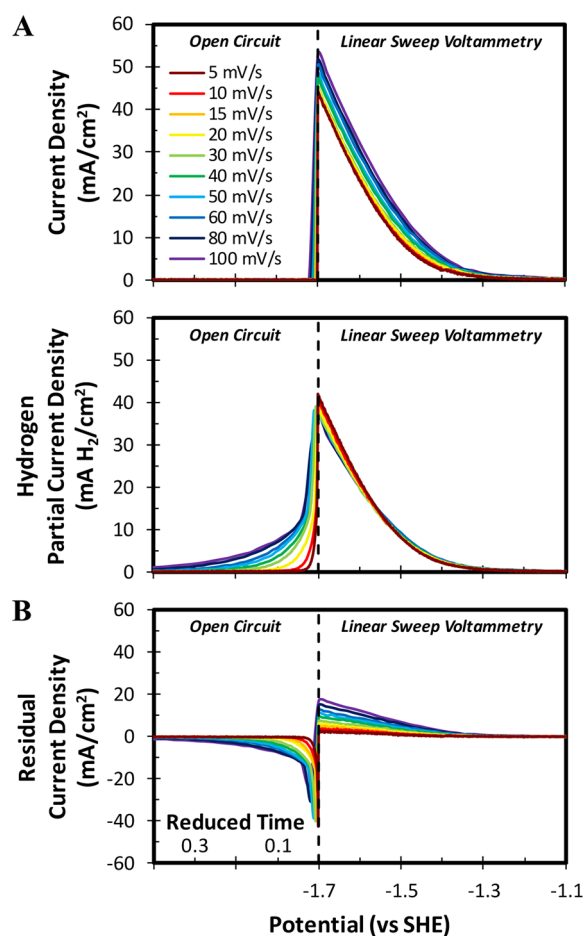 A
Open Circuit
Linear Sweep Voltammetry
5 mV/s
10 mV/s
15 mV/s
20 mV/s
30 mV/s
40 mV/s
50 mV/s
60 mV/s
80 mV/s
100 mV/s
Current Density
(mA/cm²)
60
50
40
30
20
10
0
Open Circuit
Linear Sweep Voltammetry
Hydrogen
Partial Current Density
(mA H₂/cm²)
60
50
40
30
20
10
0
B
Open Circuit
Linear Sweep Voltammetry
Residual
Current Density
(mA/cm²)
60
40
20
0
-20
-40
-60
Reduced Time
0.3 0.1
-1.7 -1.5 -1.3 -1.1
Potential (vs SHE)